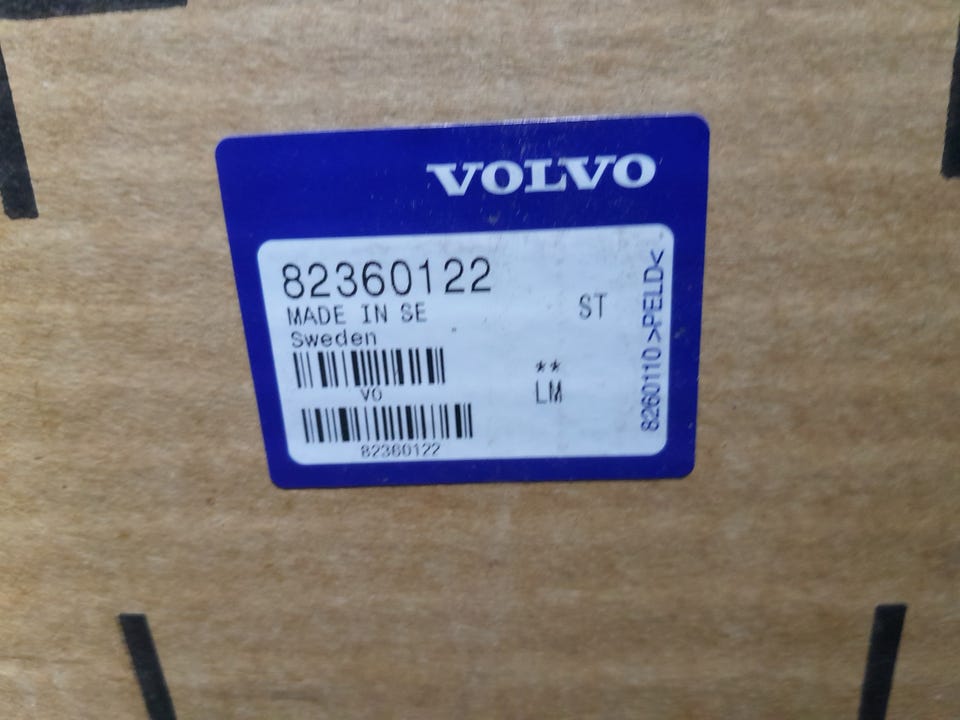 VOLVO
82360122
MADE IN SE
Sweden
ST
**
LM
VO
82360122
8260110 >PELD<